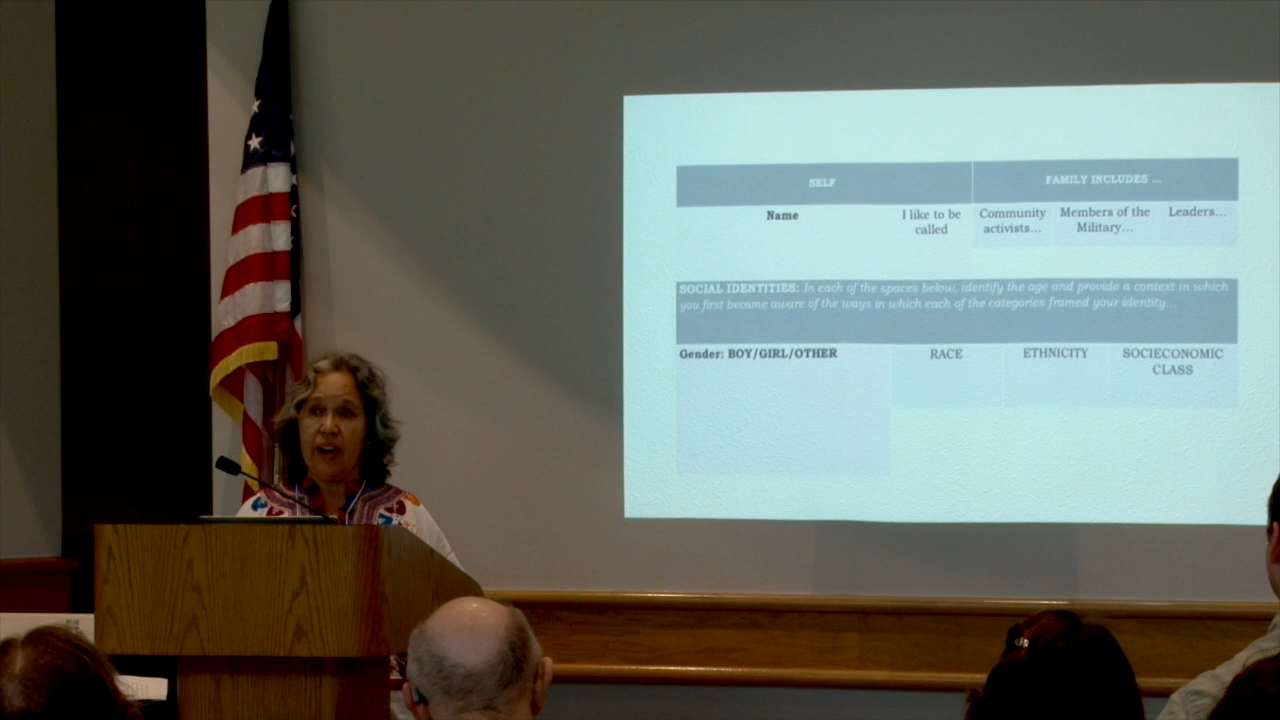 SELF
FAMILY INCLUDES ...
Name
I like to be
called
Community
activists...
Members of the
Military...
Leaders...
SOCIAL IDENTITIES: In each of the spaces below, identify the age and provide a context in which
you first became aware of the ways in which each of the categories framed your identity...
Gender: BOY/GIRL/OTHER
RACE
ETHNICITY
SOCIECONOMIC
CLASS